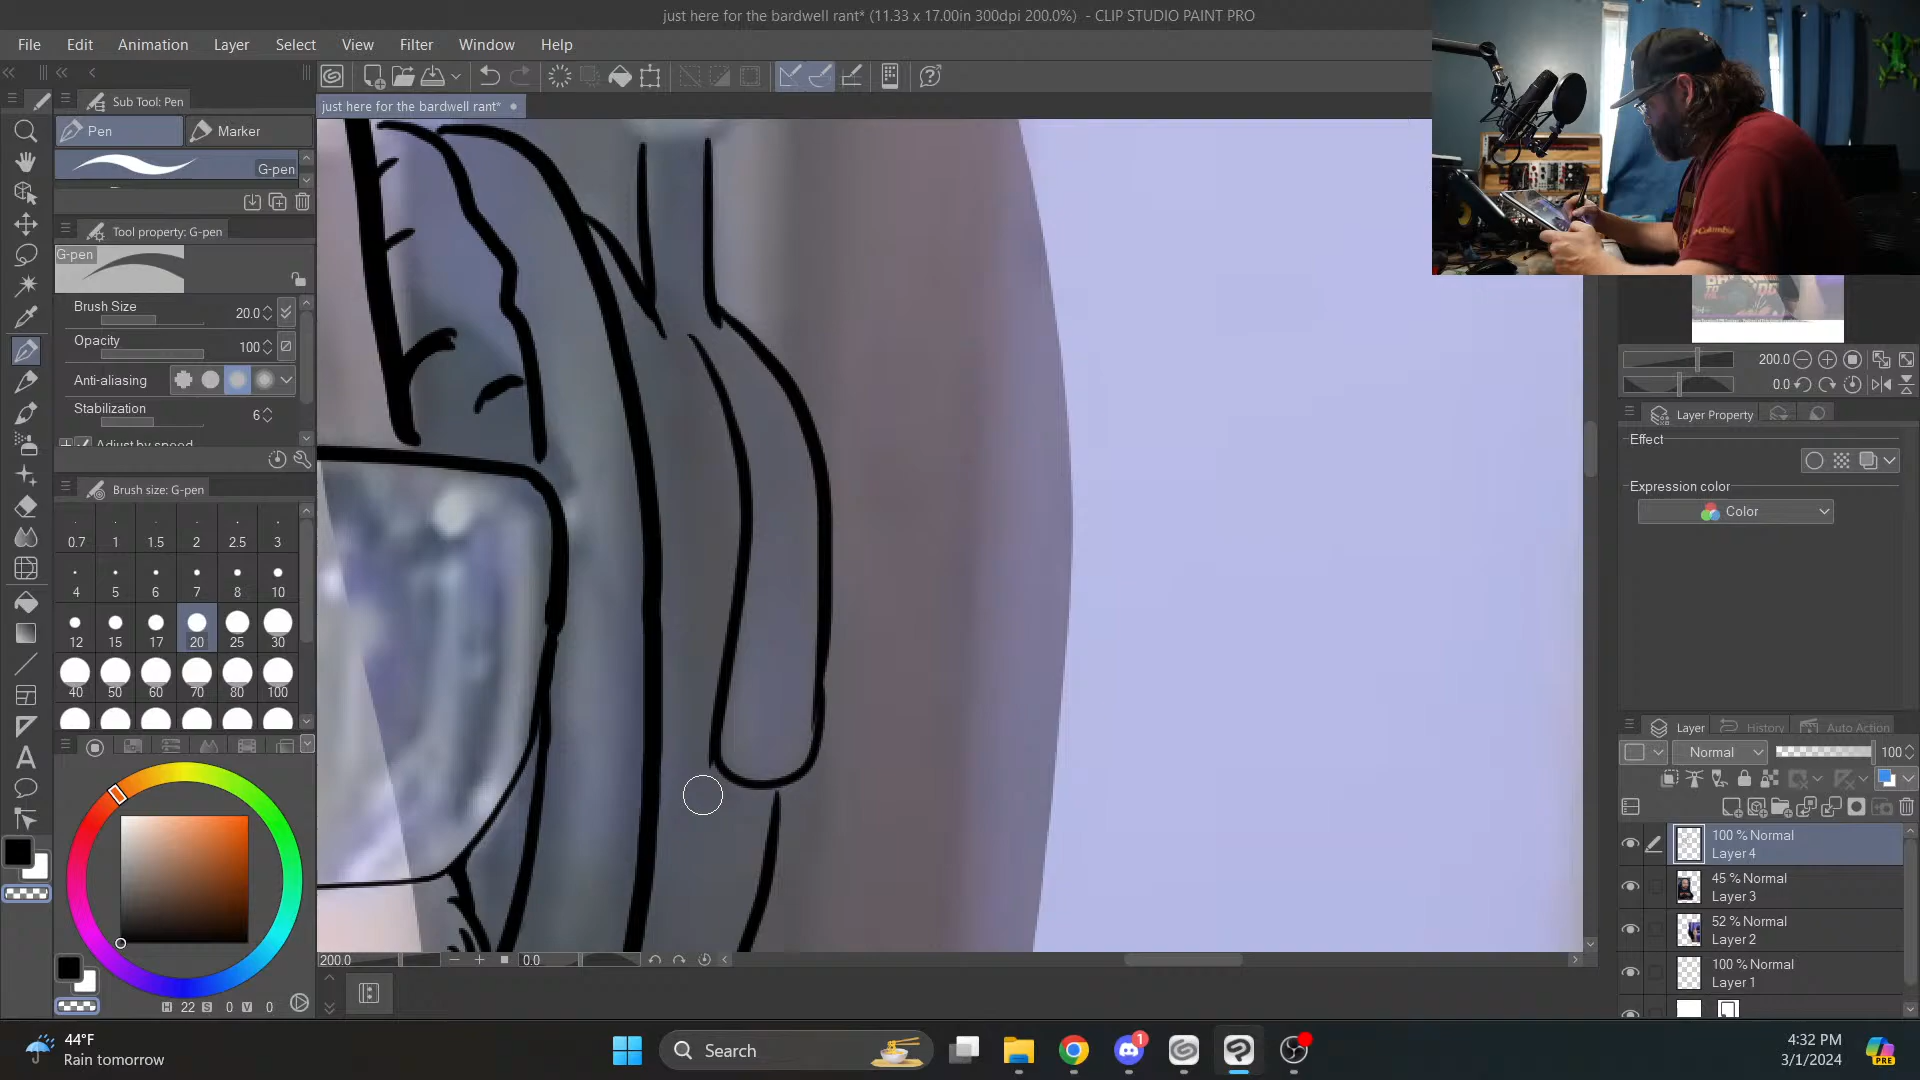 just here for the bardwell rant* (11.33 x 17.00in 300dpi 200.0%) - CLIP STUDIO PAINT PRO
File Edit Animation Layer Select View Filter Window Help
Sub Tool: Pen
just here for the bardwell rant*
Pen Marker
G-pen
Tool property: G-pen
G-pen
Brush Size 20.0
Opacity 100
Anti-aliasing
Stabilization 6
Adjust by speed
Brush size: G-pen
0.7 1 1.5 2 2.5 3
4 5 6 7 8 10
12 15 17 20 25 30
40 50 60 70 80 100
H 22 S 0 V 0
200.0 0.0
Columbia
200.0
0.0
Layer Property
Effect
Expression color
Color
Layer History Auto Action
Normal 100
100 % Normal
Layer 4
45 % Normal
Layer 3
52 % Normal
Layer 2
100 % Normal
Layer 1
44°F
Rain tomorrow
Search
1
4:32 PM
3/1/2024
PRE